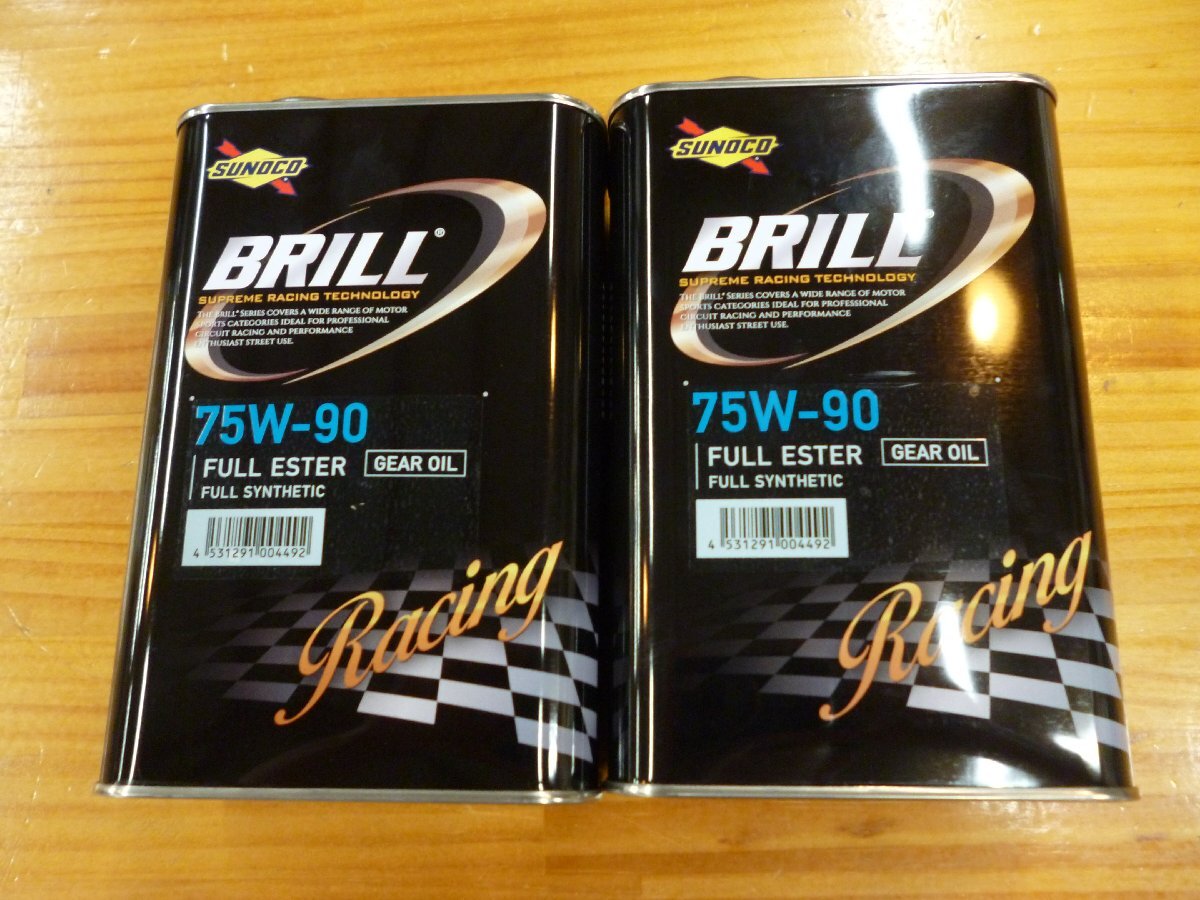 SUNOCO
BRILL®
SUPREME RACING TECHNOLOGY
THE BRILL® SERIES COVERS A WIDE RANGE OF MOTOR
SPORTS CATEGORIES IDEAL FOR PROFESSIONAL
CIRCUIT RACING AND PERFORMANCE
ENTHUSIAST STREET USE.
75W-90
FULL ESTER
GEAR OIL
FULL SYNTHETIC
4 531291 004492
Racing
SUNOCO
BRILL®
SUPREME RACING TECHNOLOGY
THE BRILL® SERIES COVERS A WIDE RANGE OF MOTOR
SPORTS CATEGORIES IDEAL FOR PROFESSIONAL
CIRCUIT RACING AND PERFORMANCE
ENTHUSIAST STREET USE.
75W-90
FULL ESTER
GEAR OIL
FULL SYNTHETIC
4 531291 004492
Racing